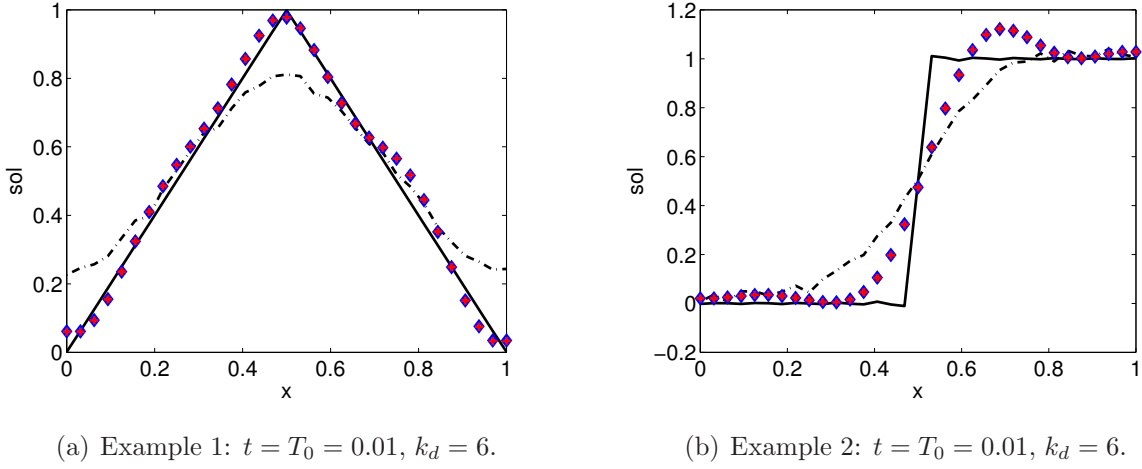 1
0.8
0.6
0.4
0.2
0
sol
0 0.2 0.4 0.6 0.8 1
x
(a) Example 1: t = T₀ = 0.01, k_d = 6.
1.2
1
0.8
0.6
0.4
0.2
0
−0.2
sol
0 0.2 0.4 0.6 0.8 1
x
(b) Example 2: t = T₀ = 0.01, k_d = 6.